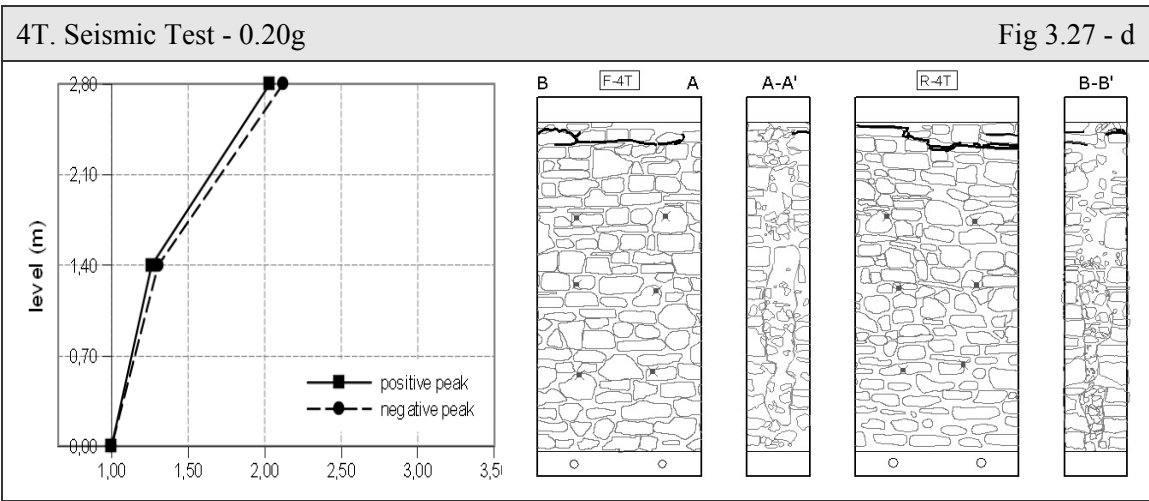 4T. Seismic Test - 0.20g Fig 3.27 - d
level (m)
2,80
2,10
1,40
0,70
0,00
1,00 1,50 2,00 2,50 3,00 3,5
positive peak
negative peak
B F-4T A A-A' R-4T B-B'